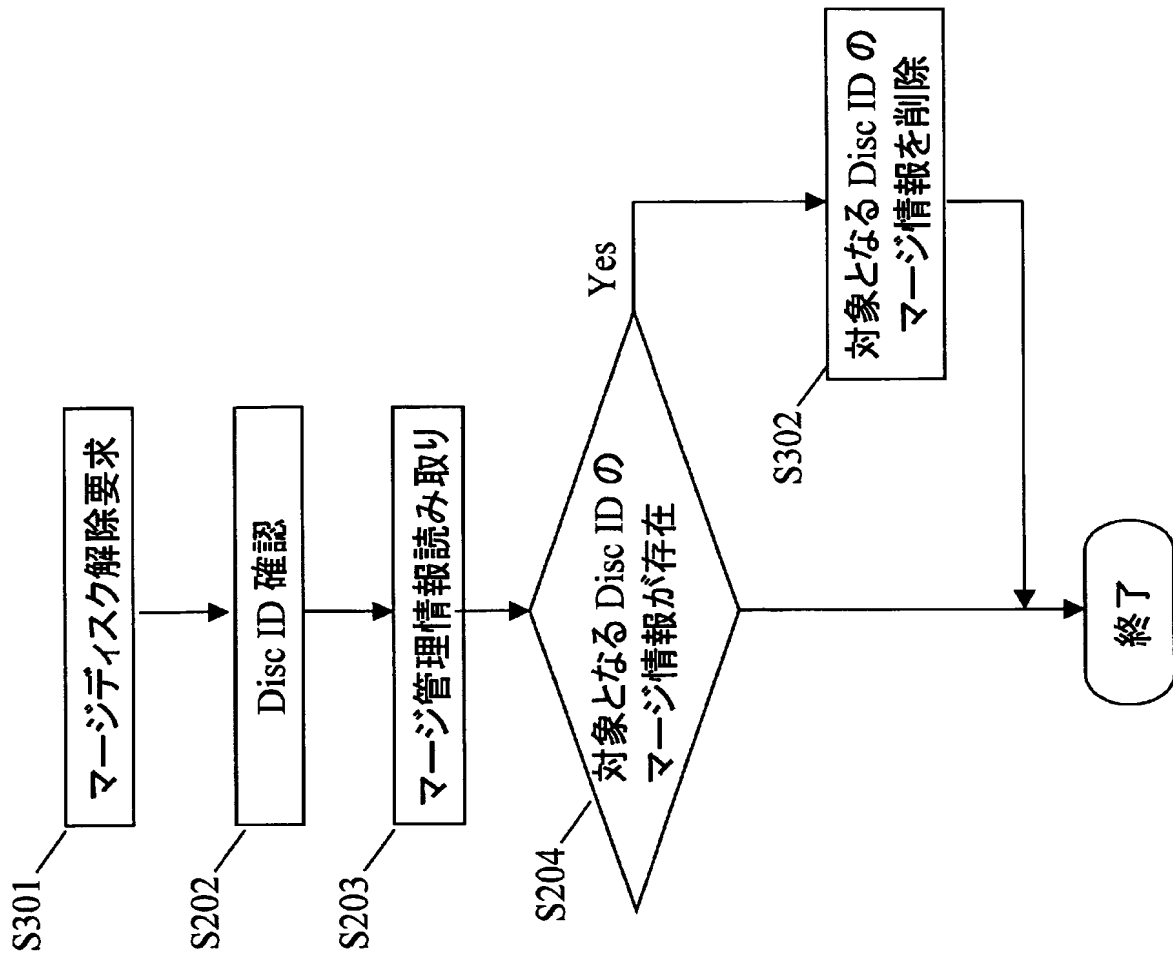 S301
マージディスク解除要求
S202
Disc ID 確認
S203
マージ管理情報読み取り
S204
対象となる Disc ID の
マージ情報が存在
Yes
S302
対象となる Disc ID の
マージ情報を削除
終了